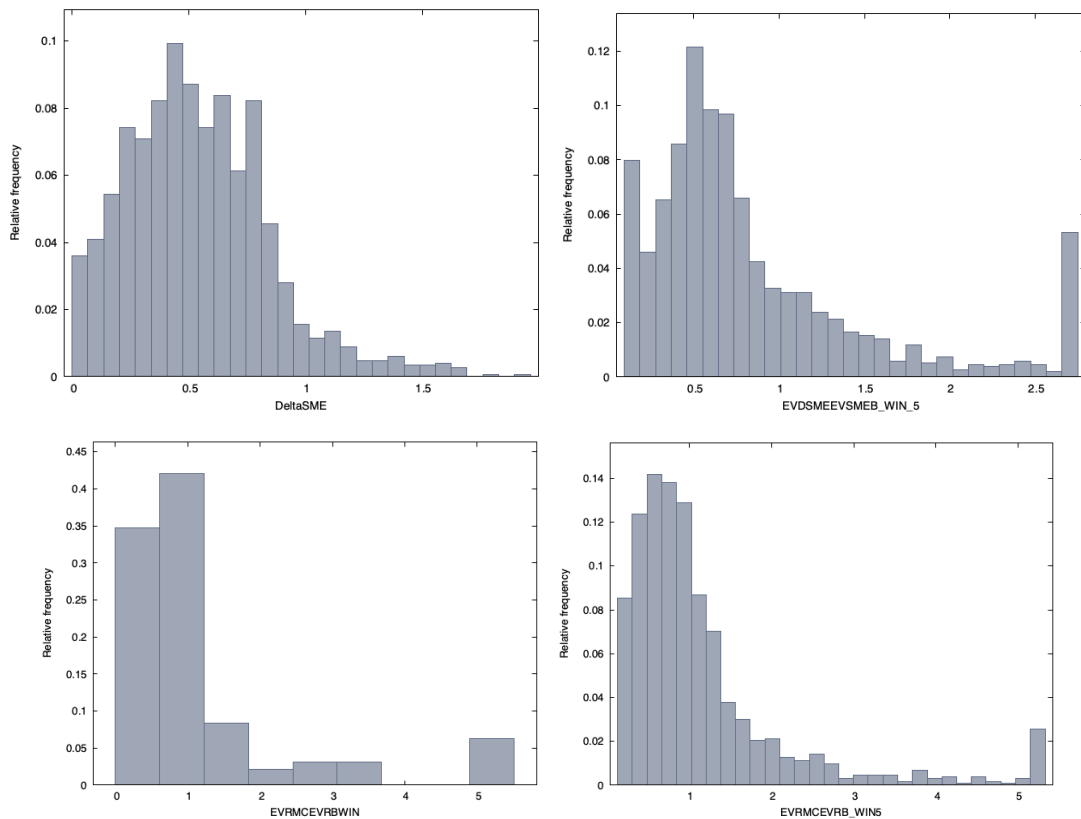 0.1
0.08
0.06
0.04
0.02
0
Relative frequency
0 0.5 1 1.5
DeltaSME
0.12
0.1
0.08
0.06
0.04
0.02
0
Relative frequency
0.5 1 1.5 2 2.5
EVDSMEEVSMEB_WIN_5
0.45
0.4
0.35
0.3
0.25
0.2
0.15
0.1
0.05
0
Relative frequency
0 1 2 3 4 5
EVRMCEVRBWIN
0.14
0.12
0.1
0.08
0.06
0.04
0.02
0
Relative frequency
1 2 3 4 5
EVRMCEVRB_WIN5